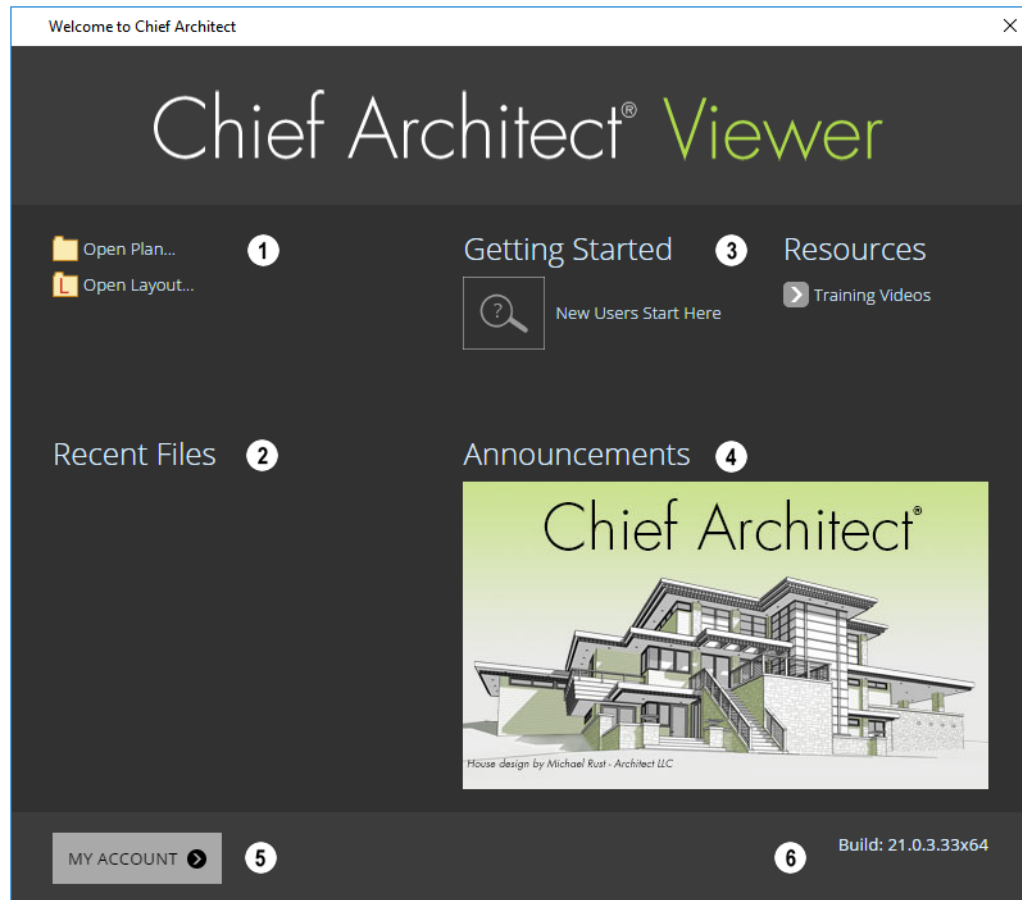 Welcome to Chief Architect
Chief Architect® Viewer
Open Plan...
1
L Open Layout...
Getting Started
3
Resources
?
New Users Start Here
Training Videos
Recent Files
2
Announcements
4
Chief Architect®
House design by Michael Rust - Architect LLC
MY ACCOUNT
5
6
Build: 21.0.3.33x64